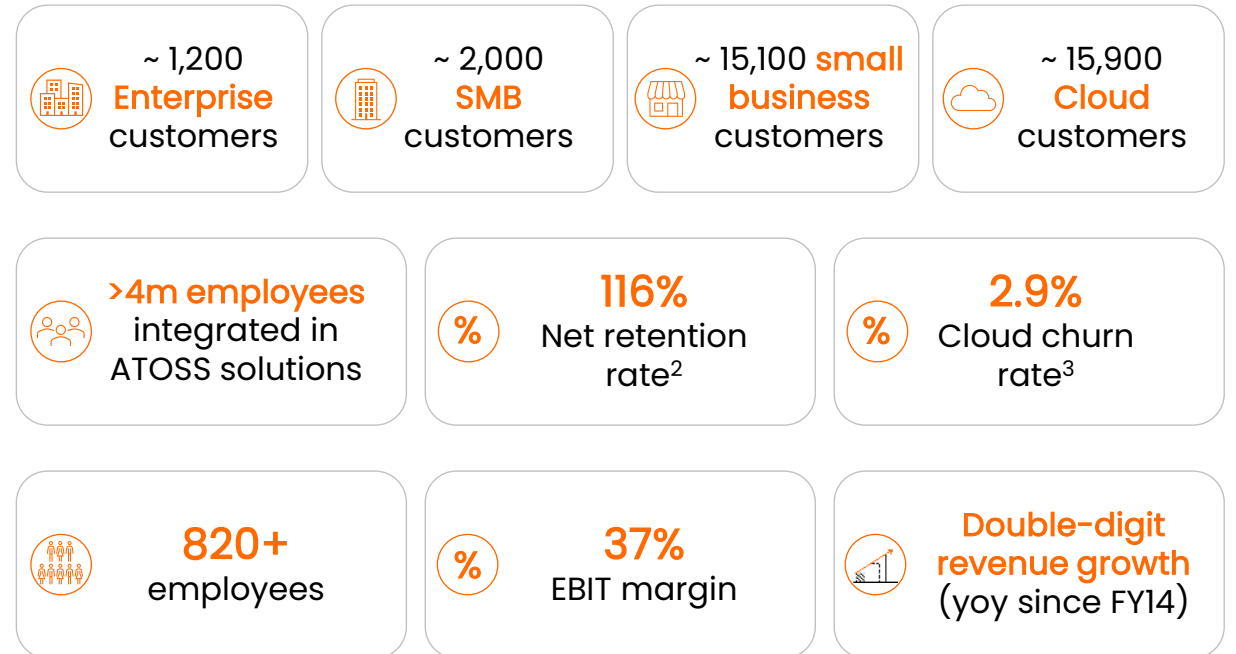 ~ 1,200
Enterprise
customers
~ 2,000
SMB
customers
~ 15,100 small
business
customers
~ 15,900
Cloud
customers
>4m employees
integrated in
ATOSS solutions
%
116%
Net retention
rate²
%
2.9%
Cloud churn
rate³
820+
employees
%
37%
EBIT margin
Double-digit
revenue growth
(yoy since FY14)